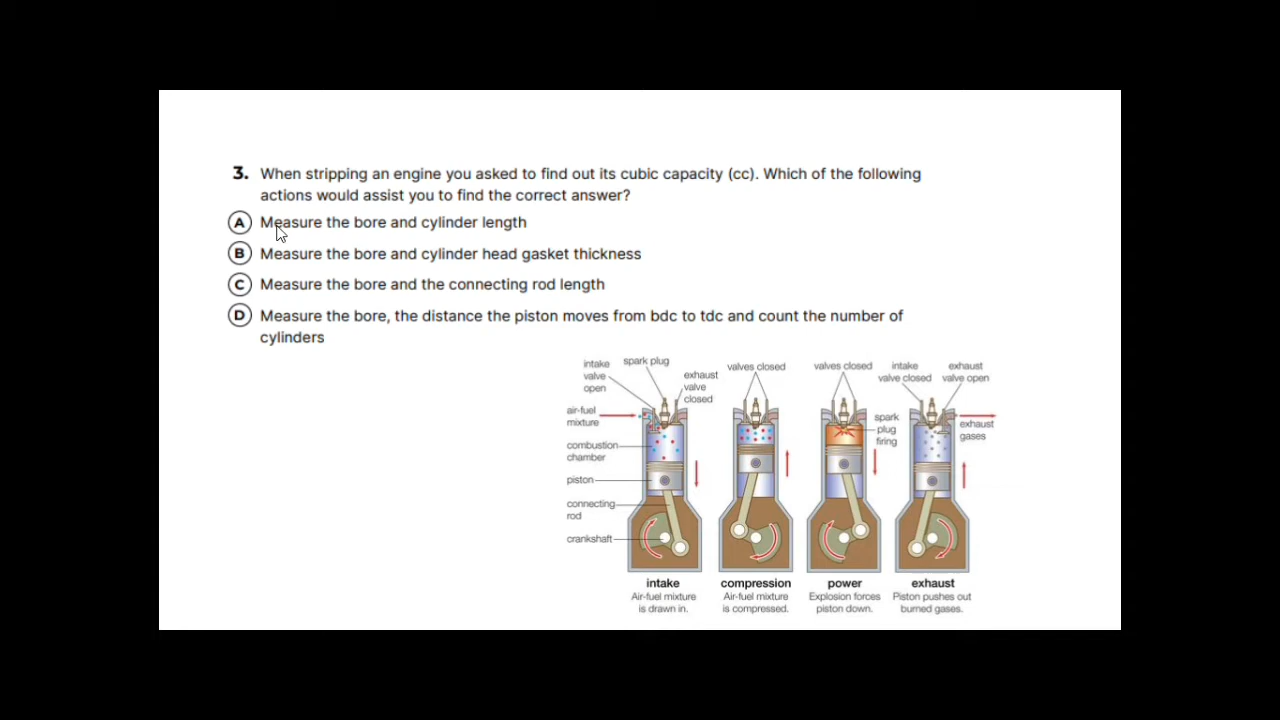 3. When stripping an engine you asked to find out its cubic capacity (cc). Which of the following
actions would assist you to find the correct answer?
A Measure the bore and cylinder length
B Measure the bore and cylinder head gasket thickness
C Measure the bore and the connecting rod length
D Measure the bore, the distance the piston moves from bdc to tdc and count the number of
cylinders
intake
valve
open
spark plug
exhaust
valve
closed
air-fuel
mixture
combustion
chamber
piston
connecting
rod
crankshaft
valves closed
valves closed
spark
plug
firing
intake
valve closed
exhaust
valve open
exhaust
gases
intake
Air-fuel mixture
is drawn in.
compression
Air-fuel mixture
is compressed.
power
Explosion forces
piston down.
exhaust
Piston pushes out
burned gases.